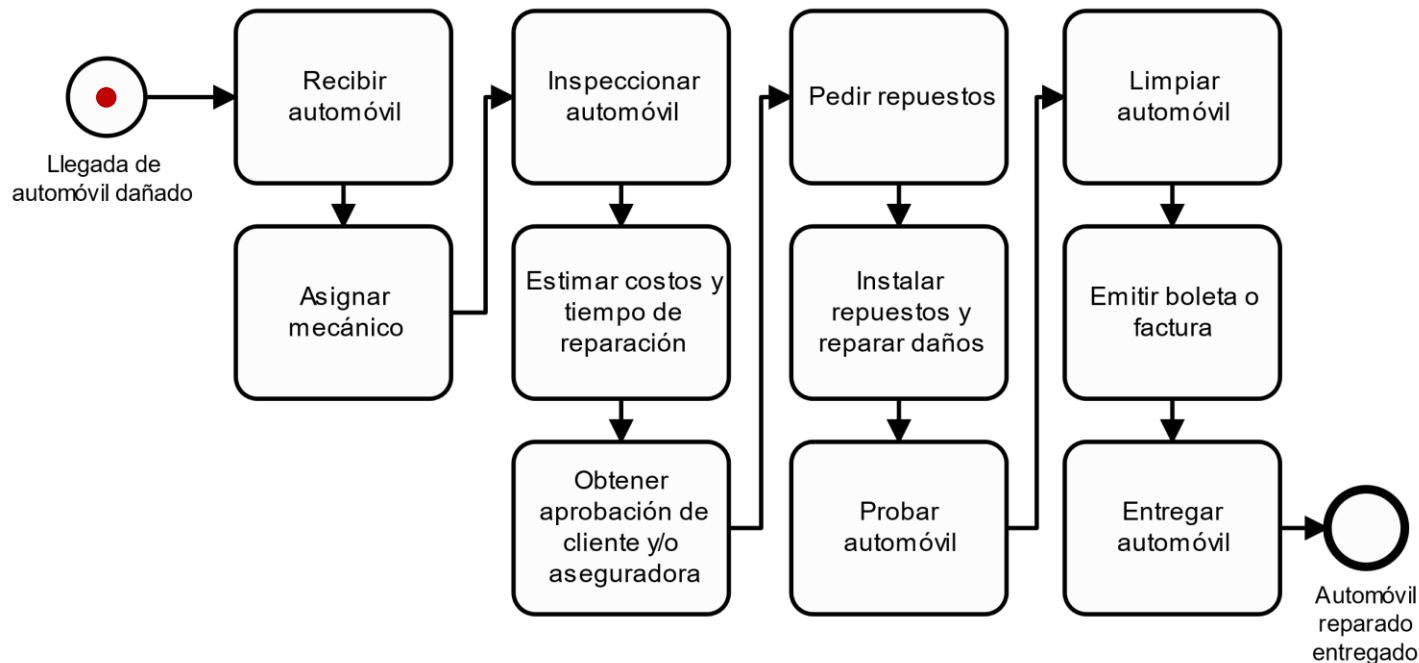 Llegada de
automóvil dañado
Recibir
automóvil
Asignar
mecánico
Inspeccionar
automóvil
Estimar costos y
tiempo de
reparación
Obtener
aprobación de
cliente y/o
aseguradora
Pedir repuestos
Instalar
repuestos y
reparar daños
Probar
automóvil
Limpiar
automóvil
Emitir boleta o
factura
Entregar
automóvil
Automóvil
reparado
entregado